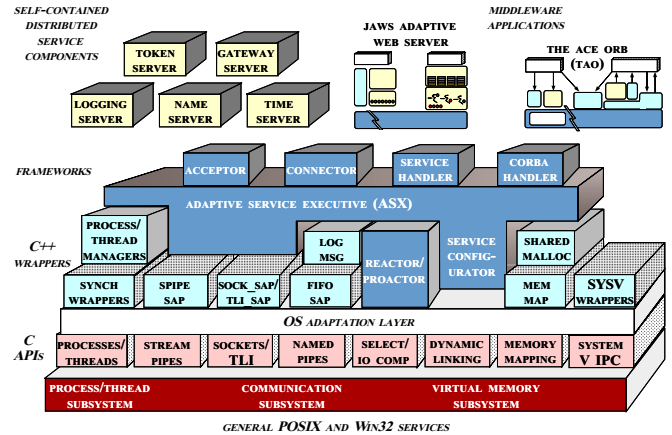 SELF-CONTAINED
DISTRIBUTED
SERVICE
COMPONENTS
TOKEN
SERVER
GATEWAY
SERVER
LOGGING
SERVER
NAME
SERVER
TIME
SERVER
JAWS ADAPTIVE
WEB SERVER
MIDDLEWARE
APPLICATIONS
THE ACE ORB
(TAO)
FRAMEWORKS
ACCEPTOR
CONNECTOR
SERVICE
HANDLER
CORBA
HANDLER
ADAPTIVE SERVICE EXECUTIVE (ASX)
C++
WRAPPERS
PROCESS/
THREAD
MANAGERS
LOG
MSG
REACTOR/
PROACTOR
SERVICE
CONFIG-
URATOR
SHARED
MALLOC
SYNCH
WRAPPERS
SPIPE
SAP
SOCK_SAP/
TLI_SAP
FIFO
SAP
MEM
MAP
SYSV
WRAPPERS
OS ADAPTATION LAYER
C
APIS
PROCESSES/
THREADS
STREAM
PIPES
SOCKETS/
TLI
NAMED
PIPES
SELECT/
IO COMP
DYNAMIC
LINKING
MEMORY
MAPPING
SYSTEM
V IPC
PROCESS/THREAD
SUBSYSTEM
COMMUNICATION
SUBSYSTEM
VIRTUAL MEMORY
SUBSYSTEM
GENERAL POSIX AND WIN32 SERVICES